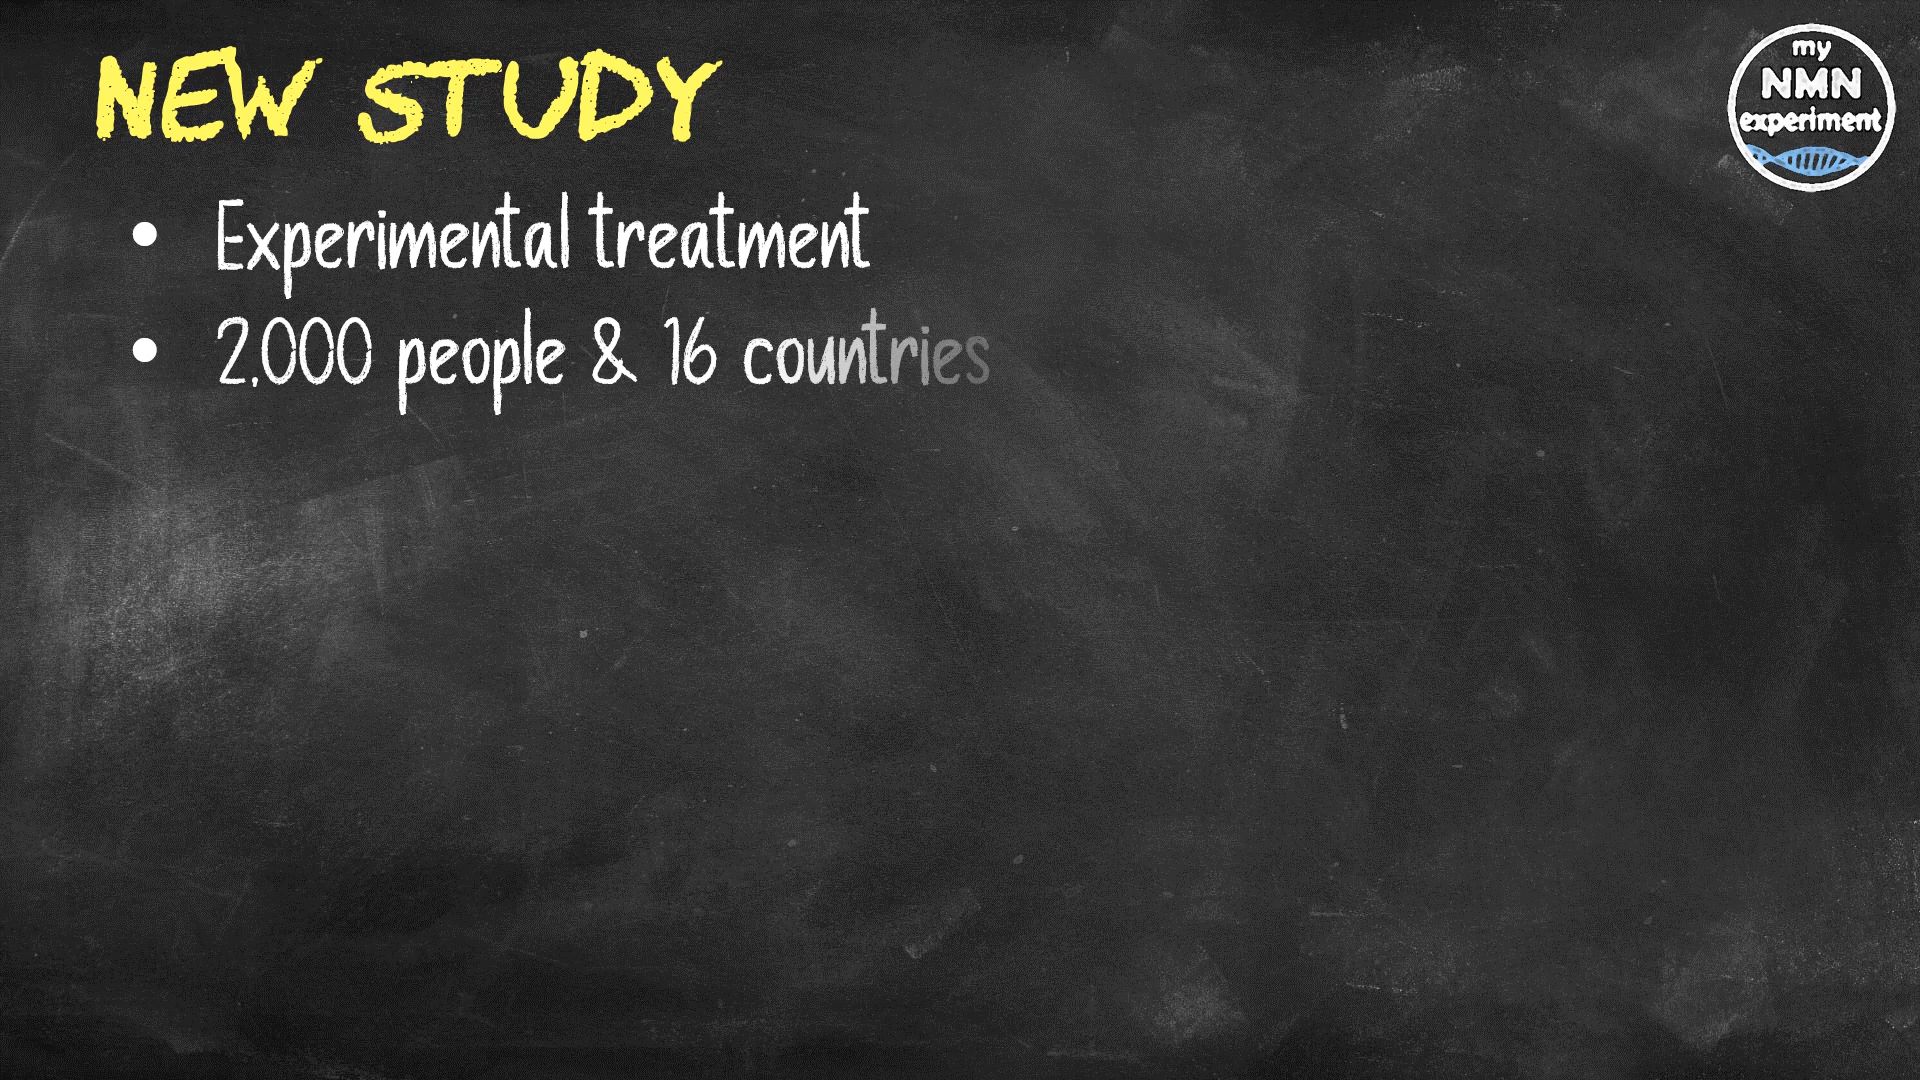 NEW STUDY
my
NMN
experiment
• Experimental treatment
• 2,000 people & 16 countries